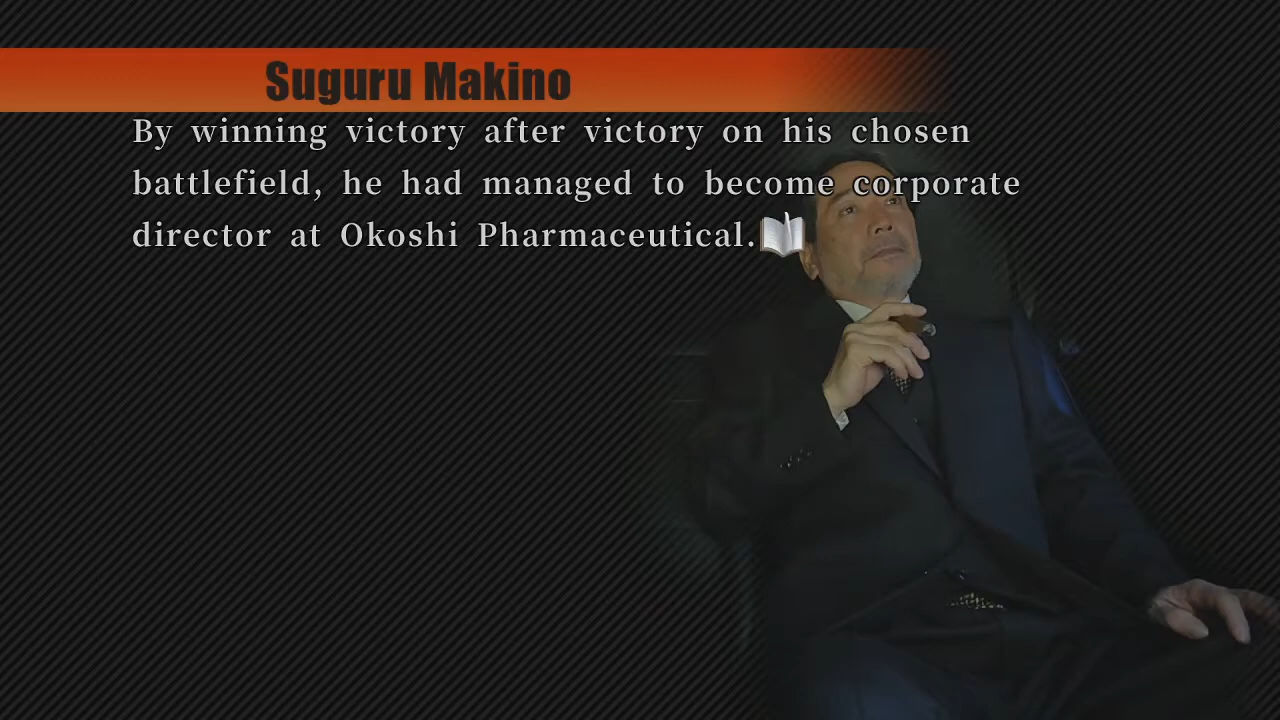 Suguru Makino
By winning victory after victory on his chosen
battlefield, he had managed to become corporate
director at Okoshi Pharmaceutical.